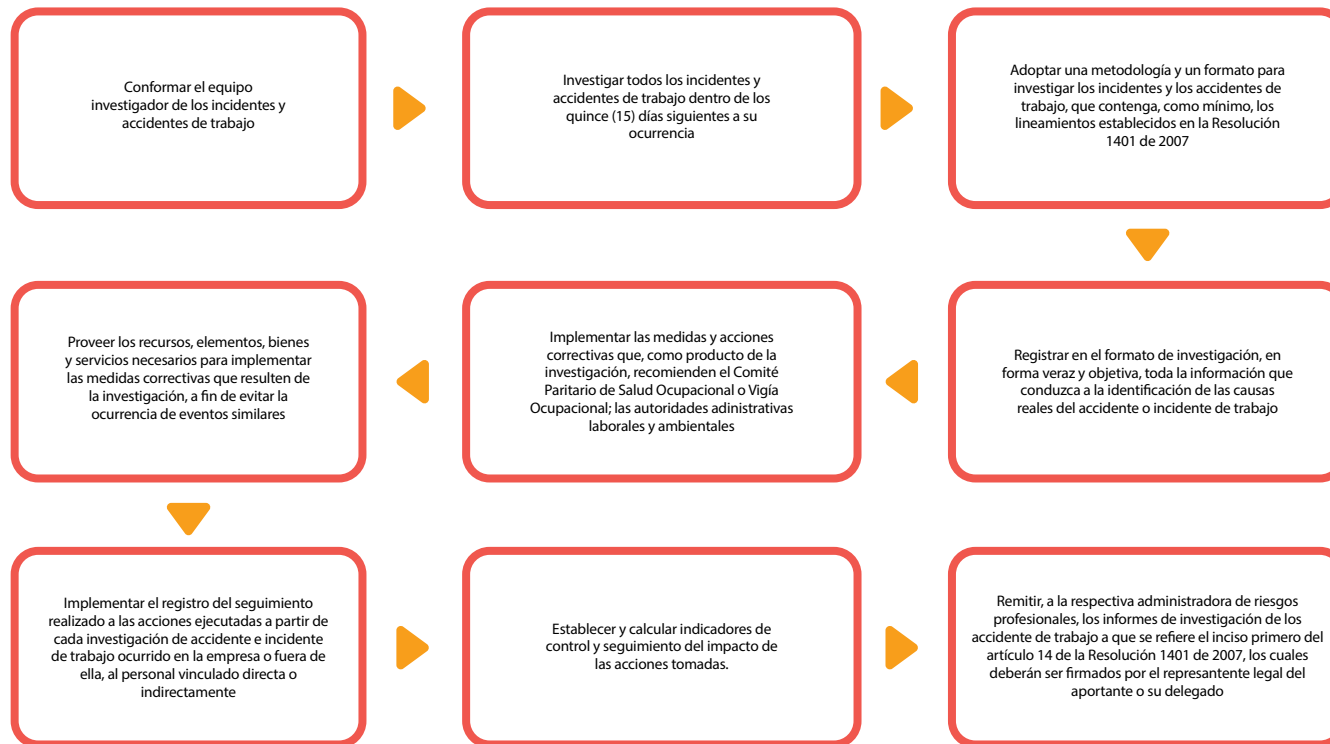 Conformar el equipo
investigador de los incidentes y
accidentes de trabajo
Investigar todos los incidentes y
accidentes de trabajo dentro de los
quince (15) días siguientes a su
ocurrencia
Adoptar una metodología y un formato para
investigar los incidentes y los accidentes de
trabajo, que contenga, como mínimo, los
lineamientos establecidos en la Resolución
1401 de 2007
Registrar en el formato de investigación, en
forma veraz y objetiva, toda la información que
conduzca a la identificación de las causas
reales del accidente o incidente de trabajo
Implementar las medidas y acciones
correctivas que, como producto de la
investigación, recomienden el Comité
Paritario de Salud Ocupacional o Vigía
Ocupacional; las autoridades adinistrativas
laborales y ambientales
Proveer los recursos, elementos, bienes
y servicios necesarios para implementar
las medidas correctivas que resulten de
la investigación, a fin de evitar la
ocurrencia de eventos similares
Implementar el registro del seguimiento
realizado a las acciones ejecutadas a partir de
cada investigación de accidente e incidente
de trabajo ocurrido en la empresa o fuera de
ella, al personal vinculado directa o
indirectamente
Establecer y calcular indicadores de
control y seguimiento del impacto de
las acciones tomadas.
Remitir, a la respectiva administradora de riesgos
profesionales, los informes de investigación de los
accidente de trabajo a que se refiere el inciso primero del
artículo 14 de la Resolución 1401 de 2007, los cuales
deberán ser firmados por el represantente legal del
aportante o su delegado